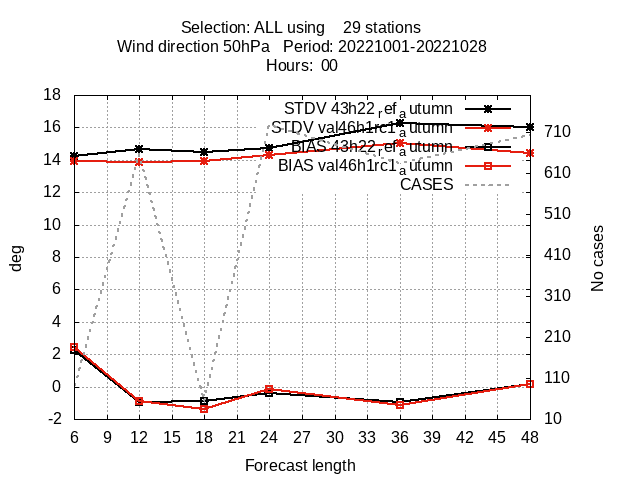 Selection: ALL using    29 stations
Wind direction 50hPa   Period: 20221001-20221028
Hours:  00
STDV 43h22_ref_autumn
STDV val46h1rc1_autumn
BIAS 43h22_ref_autumn
BIAS val46h1rc1_autumn
CASES
18
16
14
12
10
8
6
4
2
0
-2
deg
710
610
510
410
310
210
110
10
No cases
6 9 12 15 18 21 24 27 30 33 36 39 42 45 48
Forecast length